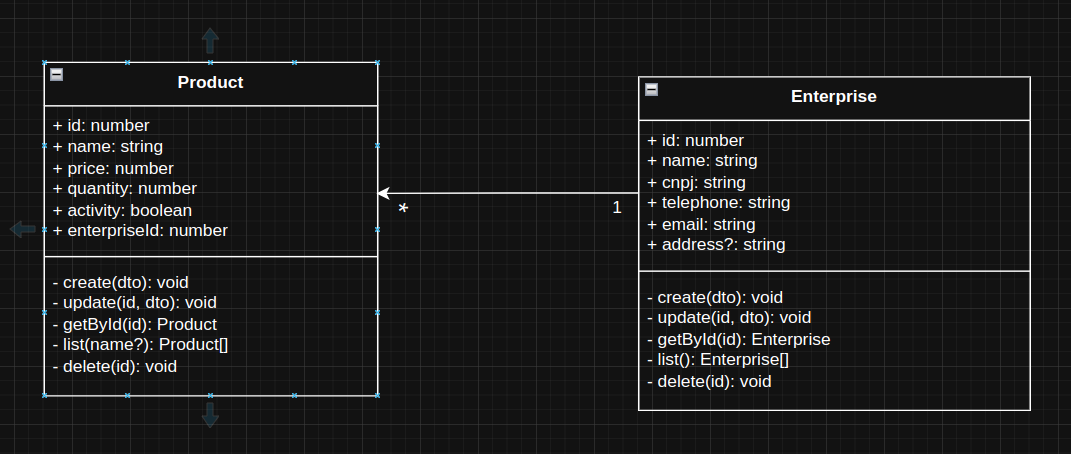 Product
+ id: number
+ name: string
+ price: number
+ quantity: number
+ activity: boolean
+ enterpriseId: number
- create(dto): void
- update(id, dto): void
- getById(id): Product
- list(name?): Product[]
- delete(id): void
*
1
Enterprise
+ id: number
+ name: string
+ cnpj: string
+ telephone: string
+ email: string
+ address?: string
- create(dto): void
- update(id, dto): void
- getById(id): Enterprise
- list(): Enterprise[]
- delete(id): void